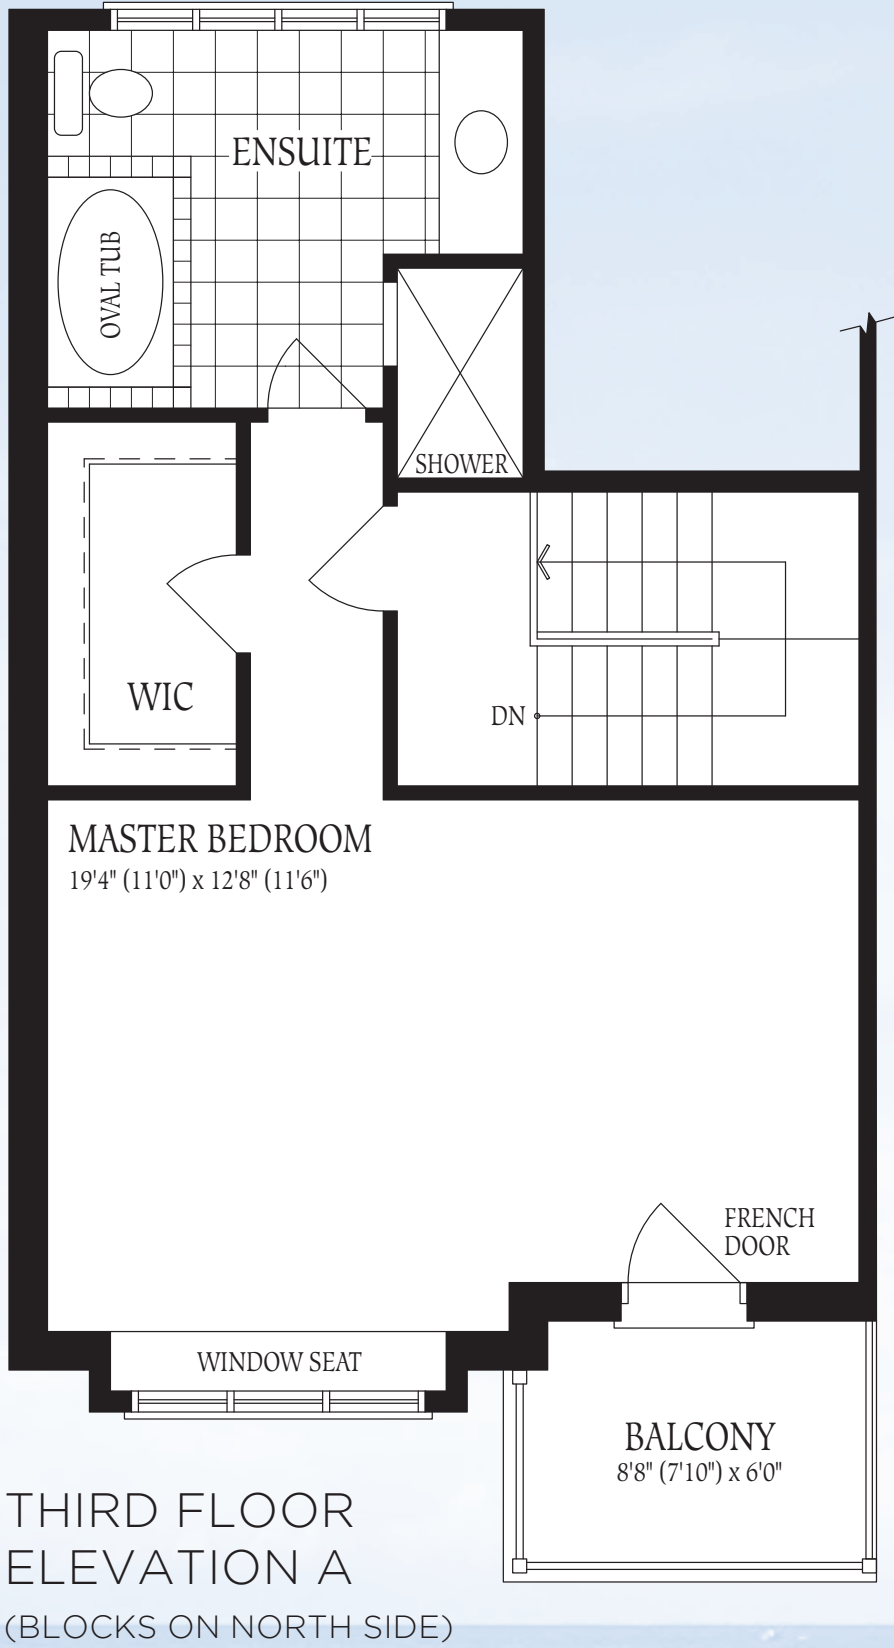 ENSUITE
OVAL TUB
SHOWER
WIC
DN
MASTER BEDROOM
19'4" (11'0") x 12'8" (11'6")
FRENCH
DOOR
WINDOW SEAT
BALCONY
8'8" (7'10") x 6'0"
THIRD FLOOR
ELEVATION A
(BLOCKS ON NORTH SIDE)